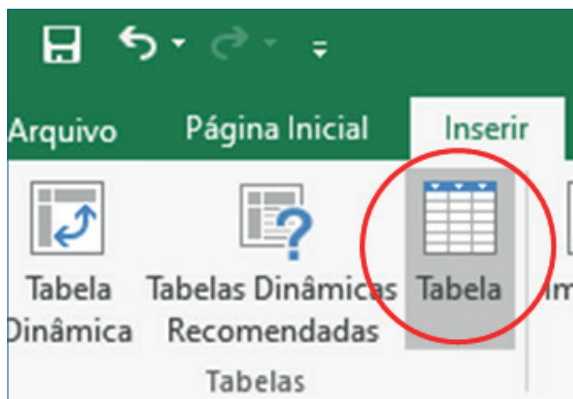 Arquivo Página Inicial Inserir
Tabela Tabelas Dinâmicas Tabela
Dinâmica Recomendadas
Tabelas